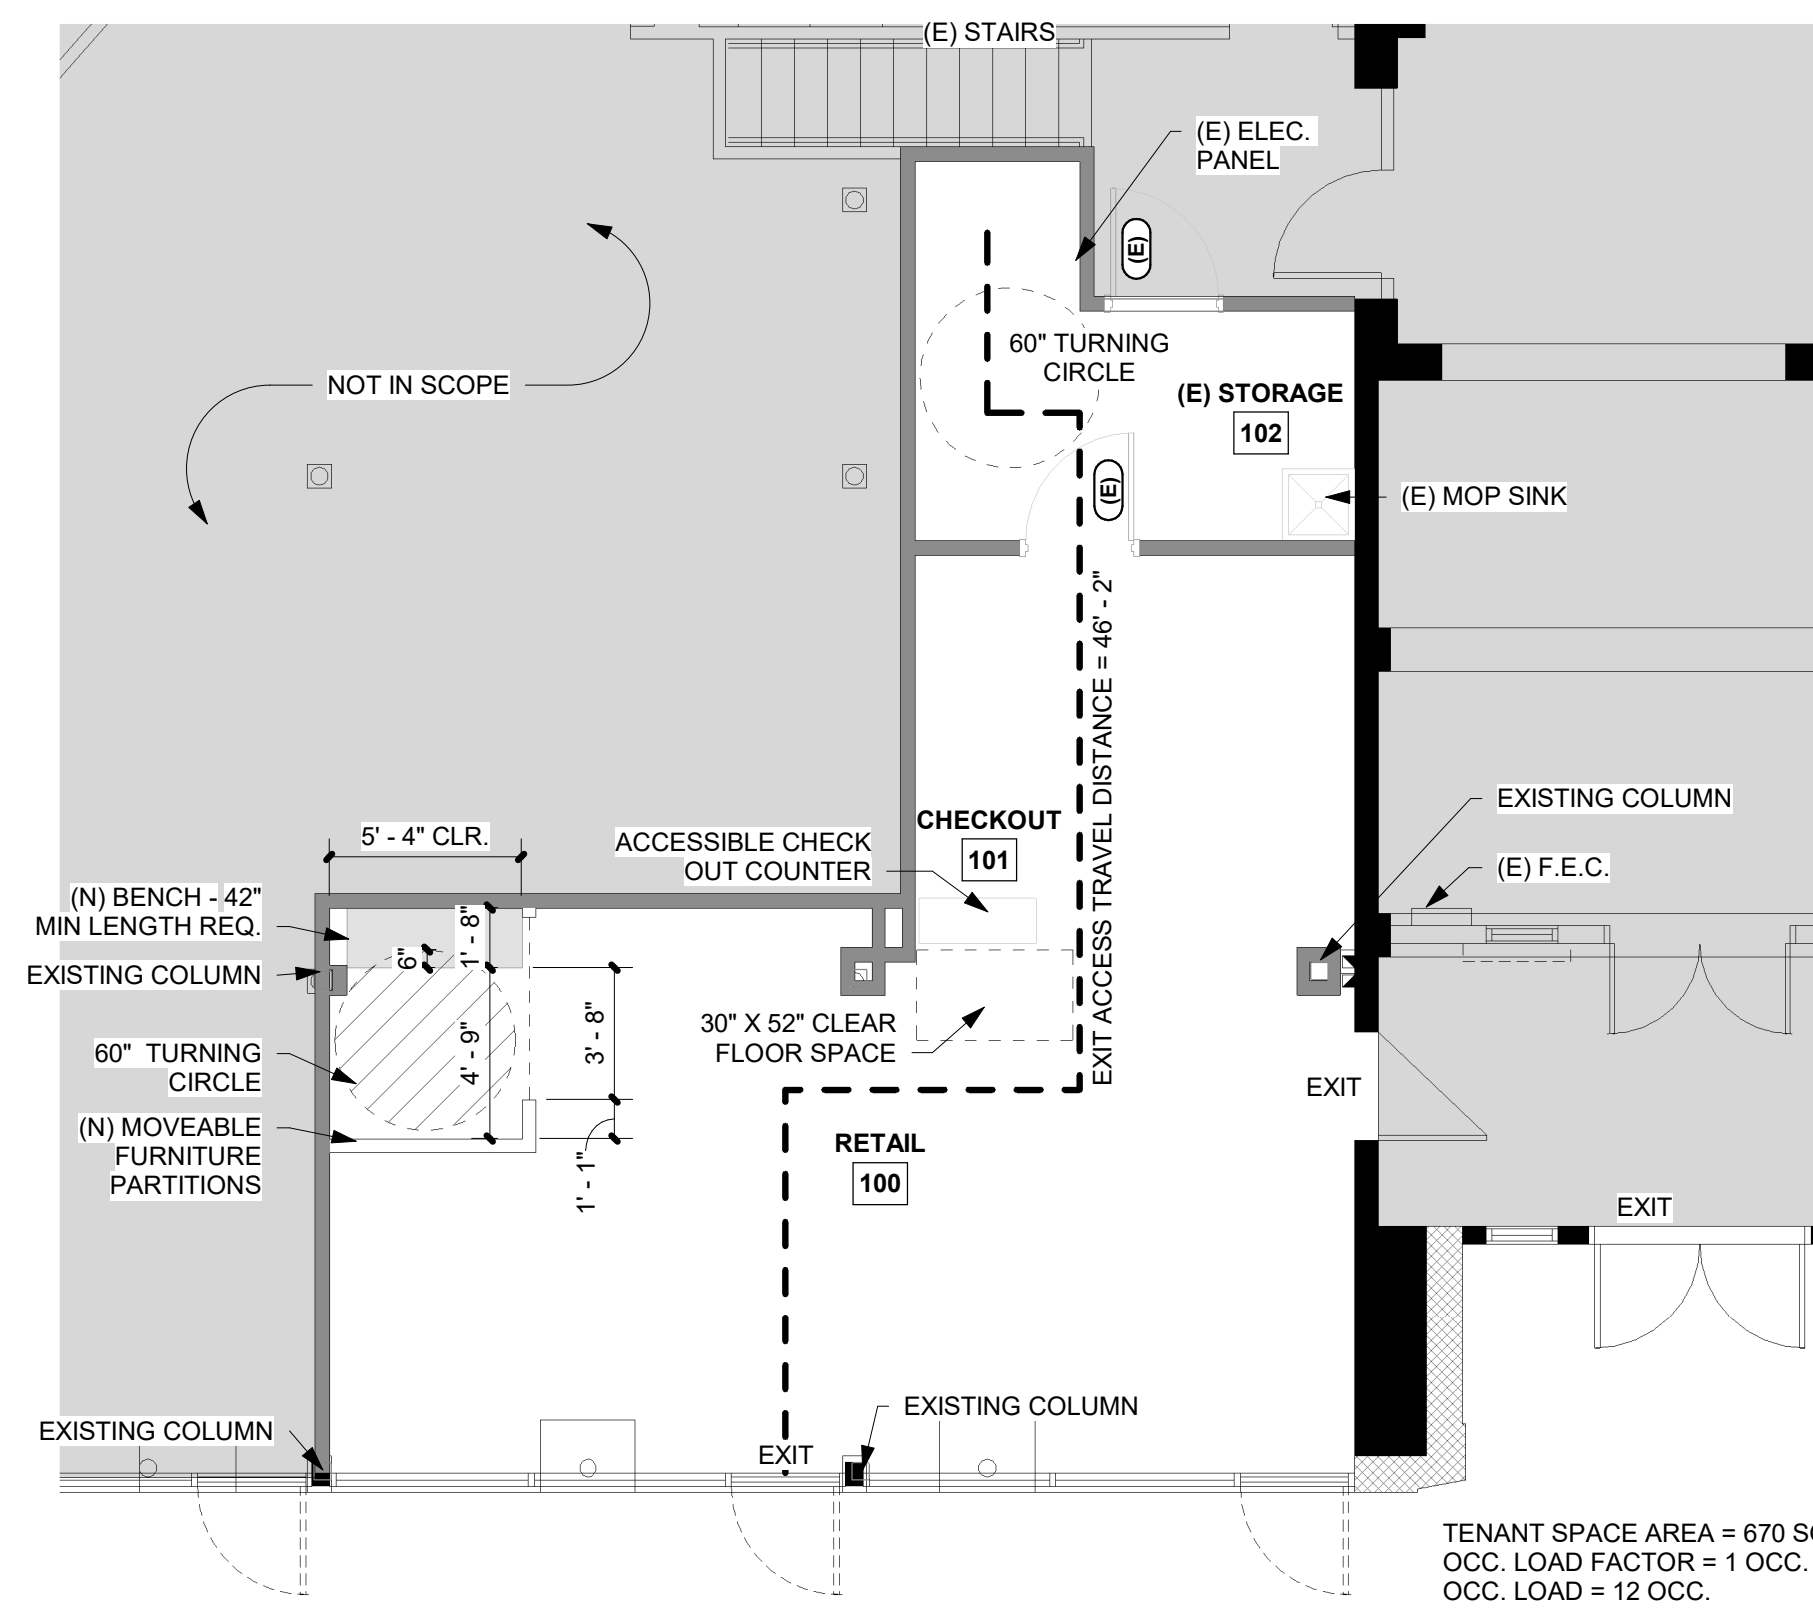 (E) STAIRS
(E) ELEC.
PANEL
(E)
60" TURNING
CIRCLE
NOT IN SCOPE
(E) STORAGE
102
(E)
(E) MOP SINK
EXIT ACCESS TRAVEL DISTANCE = 46' - 2"
EXISTING COLUMN
(E) F.E.C.
CHECKOUT
101
ACCESSIBLE CHECK
OUT COUNTER
5' - 4" CLR.
(N) BENCH - 42"
MIN LENGTH REQ.
EXISTING COLUMN
6"
1' - 8"
4' - 9"
3' - 8"
1' - 1"
60" TURNING
CIRCLE
(N) MOVEABLE
FURNITURE
PARTITIONS
30" X 52" CLEAR
FLOOR SPACE
EXIT
RETAIL
100
EXIT
EXISTING COLUMN
EXISTING COLUMN
EXIT
TENANT SPACE AREA = 670
OCC. LOAD FACTOR = 1 OCC.
OCC. LOAD = 12 OCC.